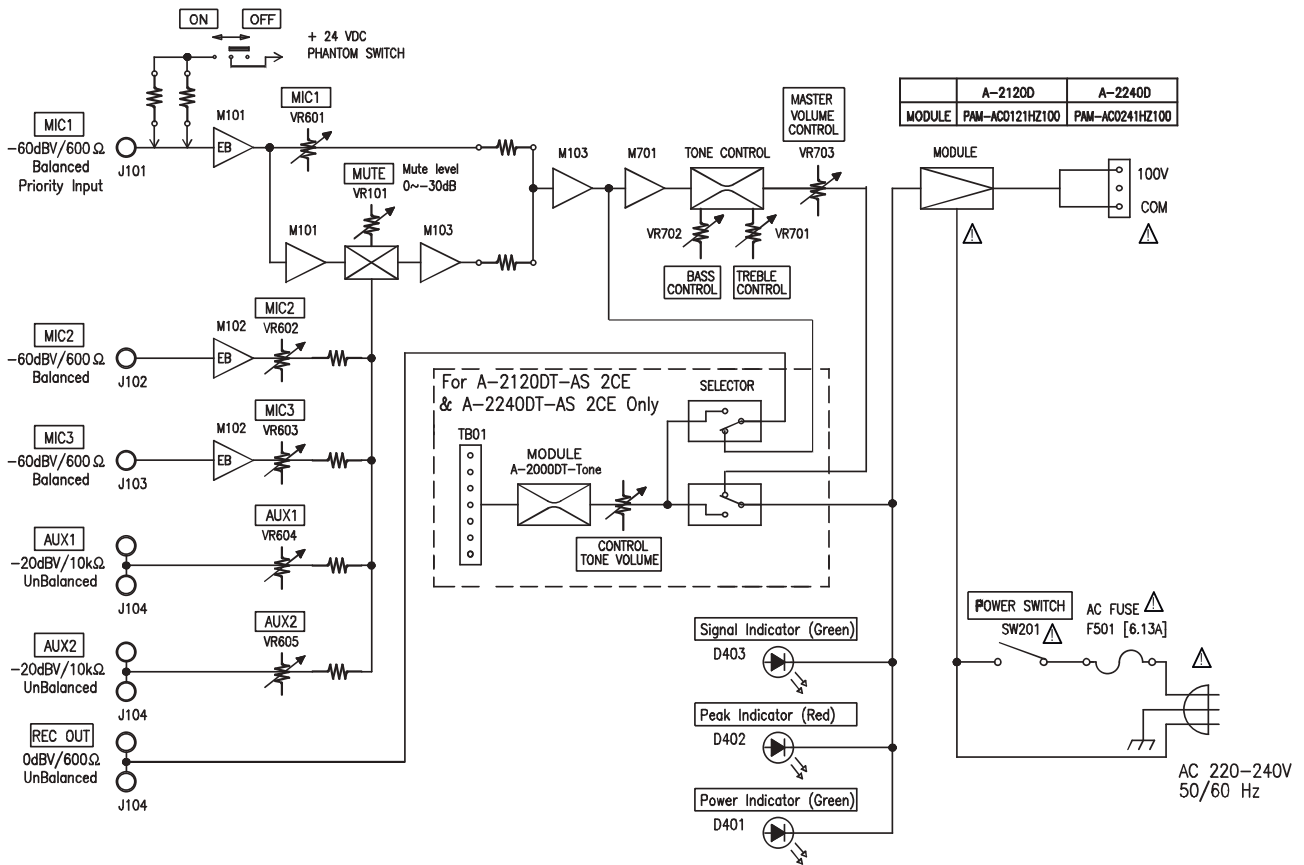 ON
OFF
+ 24 VDC
PHANTOM SWITCH
MIC1
-60dBV/600Ω
Balanced
Priority Input
J101
M101
EB
MIC1
VR601
MUTE
VR101
Mute level
0~-30dB
M101
M103
M103
M701
TONE CONTROL
MASTER
VOLUME
CONTROL
VR703
VR702
VR701
BASS
CONTROL
TREBLE
CONTROL
A-2120D
A-2240D
MODULE
PAM-AC0121HZ100
PAM-AC0241HZ100
MODULE
100V
COM
MIC2
-60dBV/600Ω
Balanced
J102
M102
EB
MIC2
VR602
MIC3
-60dBV/600Ω
Balanced
J103
M102
EB
MIC3
VR603
AUX1
-20dBV/10kΩ
UnBalanced
J104
AUX1
VR604
AUX2
-20dBV/10kΩ
UnBalanced
J104
AUX2
VR605
REC OUT
0dBV/600Ω
UnBalanced
J104
For A-2120DT-AS 2CE
& A-2240DT-AS 2CE Only
SELECTOR
TB01
MODULE
A-2000DT-Tone
CONTROL
TONE VOLUME
Signal Indicator (Green)
D403
Peak Indicator (Red)
D402
Power Indicator (Green)
D401
POWER SWITCH
SW201
AC FUSE
F501 [6.13A]
AC 220-240V
50/60 Hz